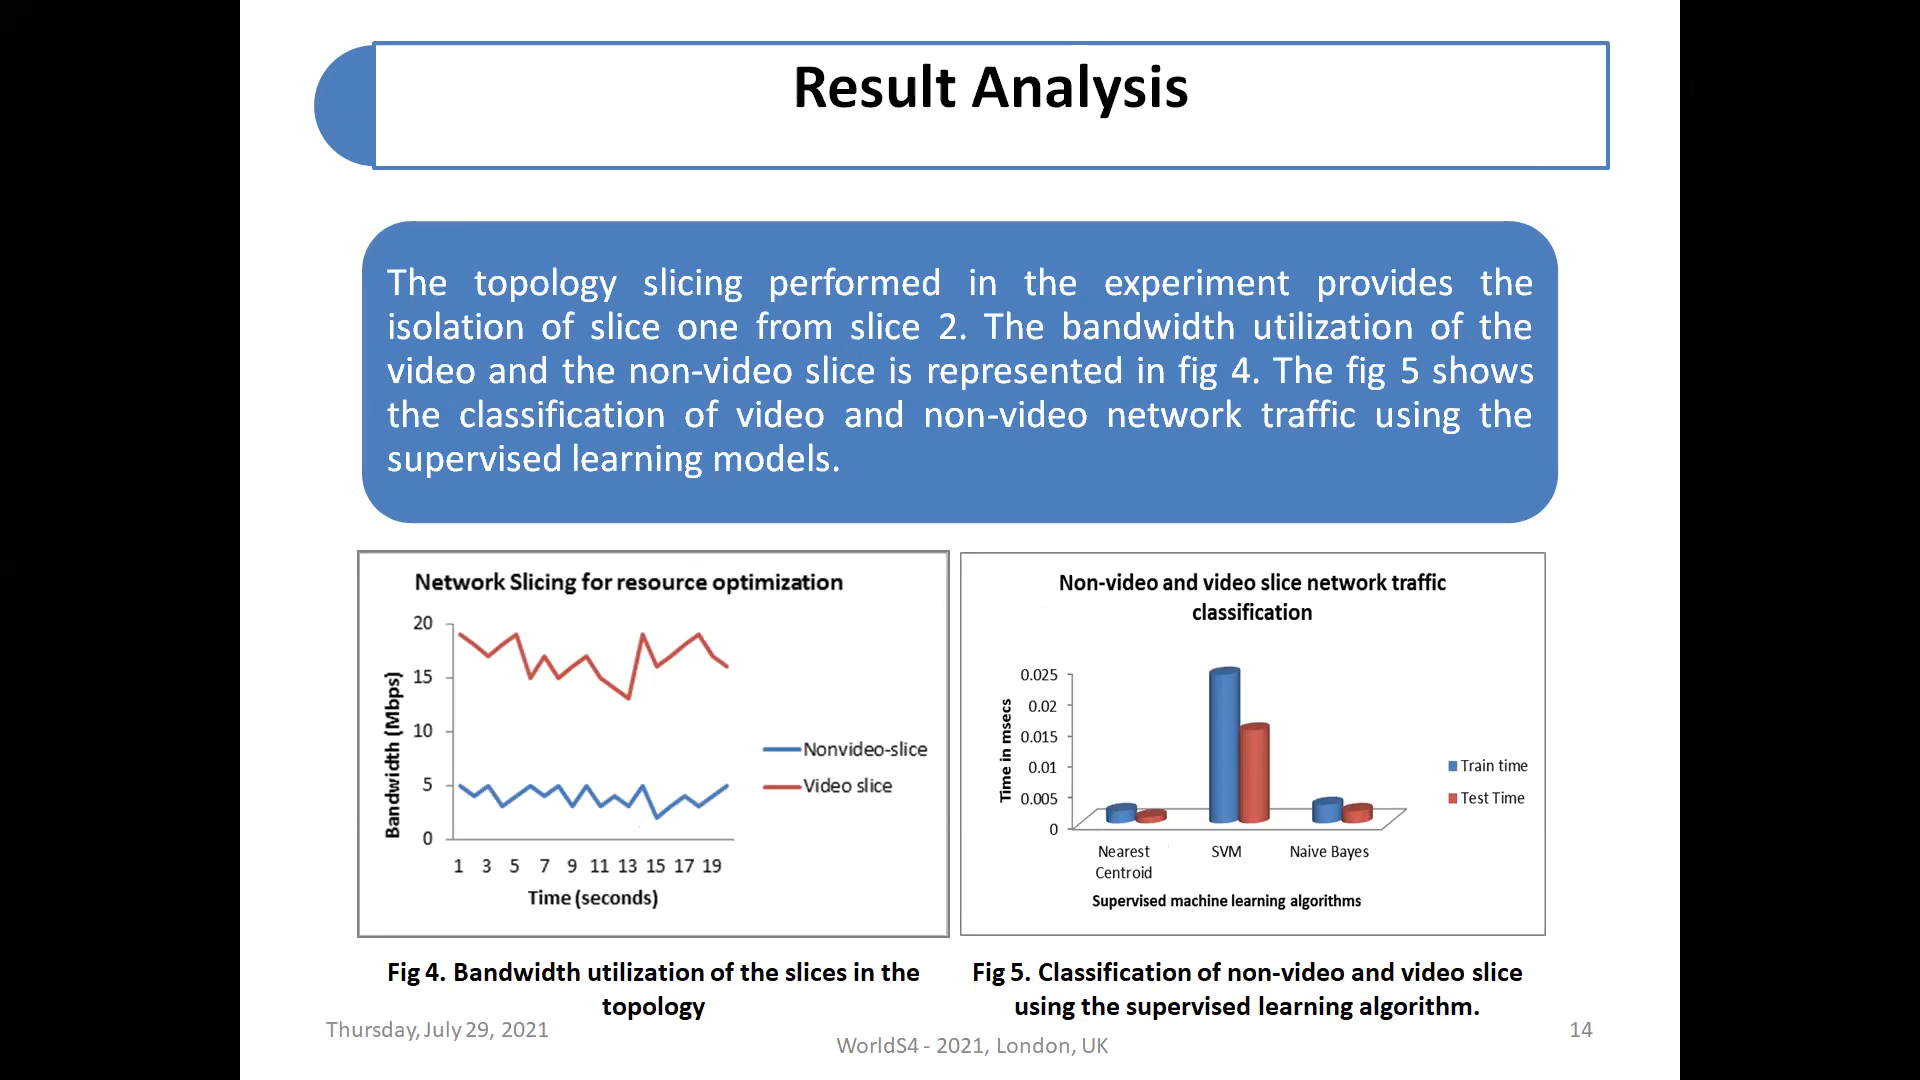 Result Analysis
The topology slicing performed in the experiment provides the
isolation of slice one from slice 2. The bandwidth utilization of the
video and the non-video slice is represented in fig 4. The fig 5 shows
the classification of video and non-video network traffic using the
supervised learning models.
Network Slicing for resource optimization
20
15
10
5
0
Bandwidth (Mbps)
1 3 5 7 9 11 13 15 17 19
Time (seconds)
Nonvideo-slice
Video slice
Non-video and video slice network traffic
classification
0.025
0.02
0.015
0.01
0.005
0
Time in msecs
Nearest
Centroid
SVM
Naive Bayes
Supervised machine learning algorithms
Train time
Test Time
Fig 4. Bandwidth utilization of the slices in the
topology
Fig 5. Classification of non-video and video slice
using the supervised learning algorithm.
Thursday, July 29, 2021
WorldS4 - 2021, London, UK
14